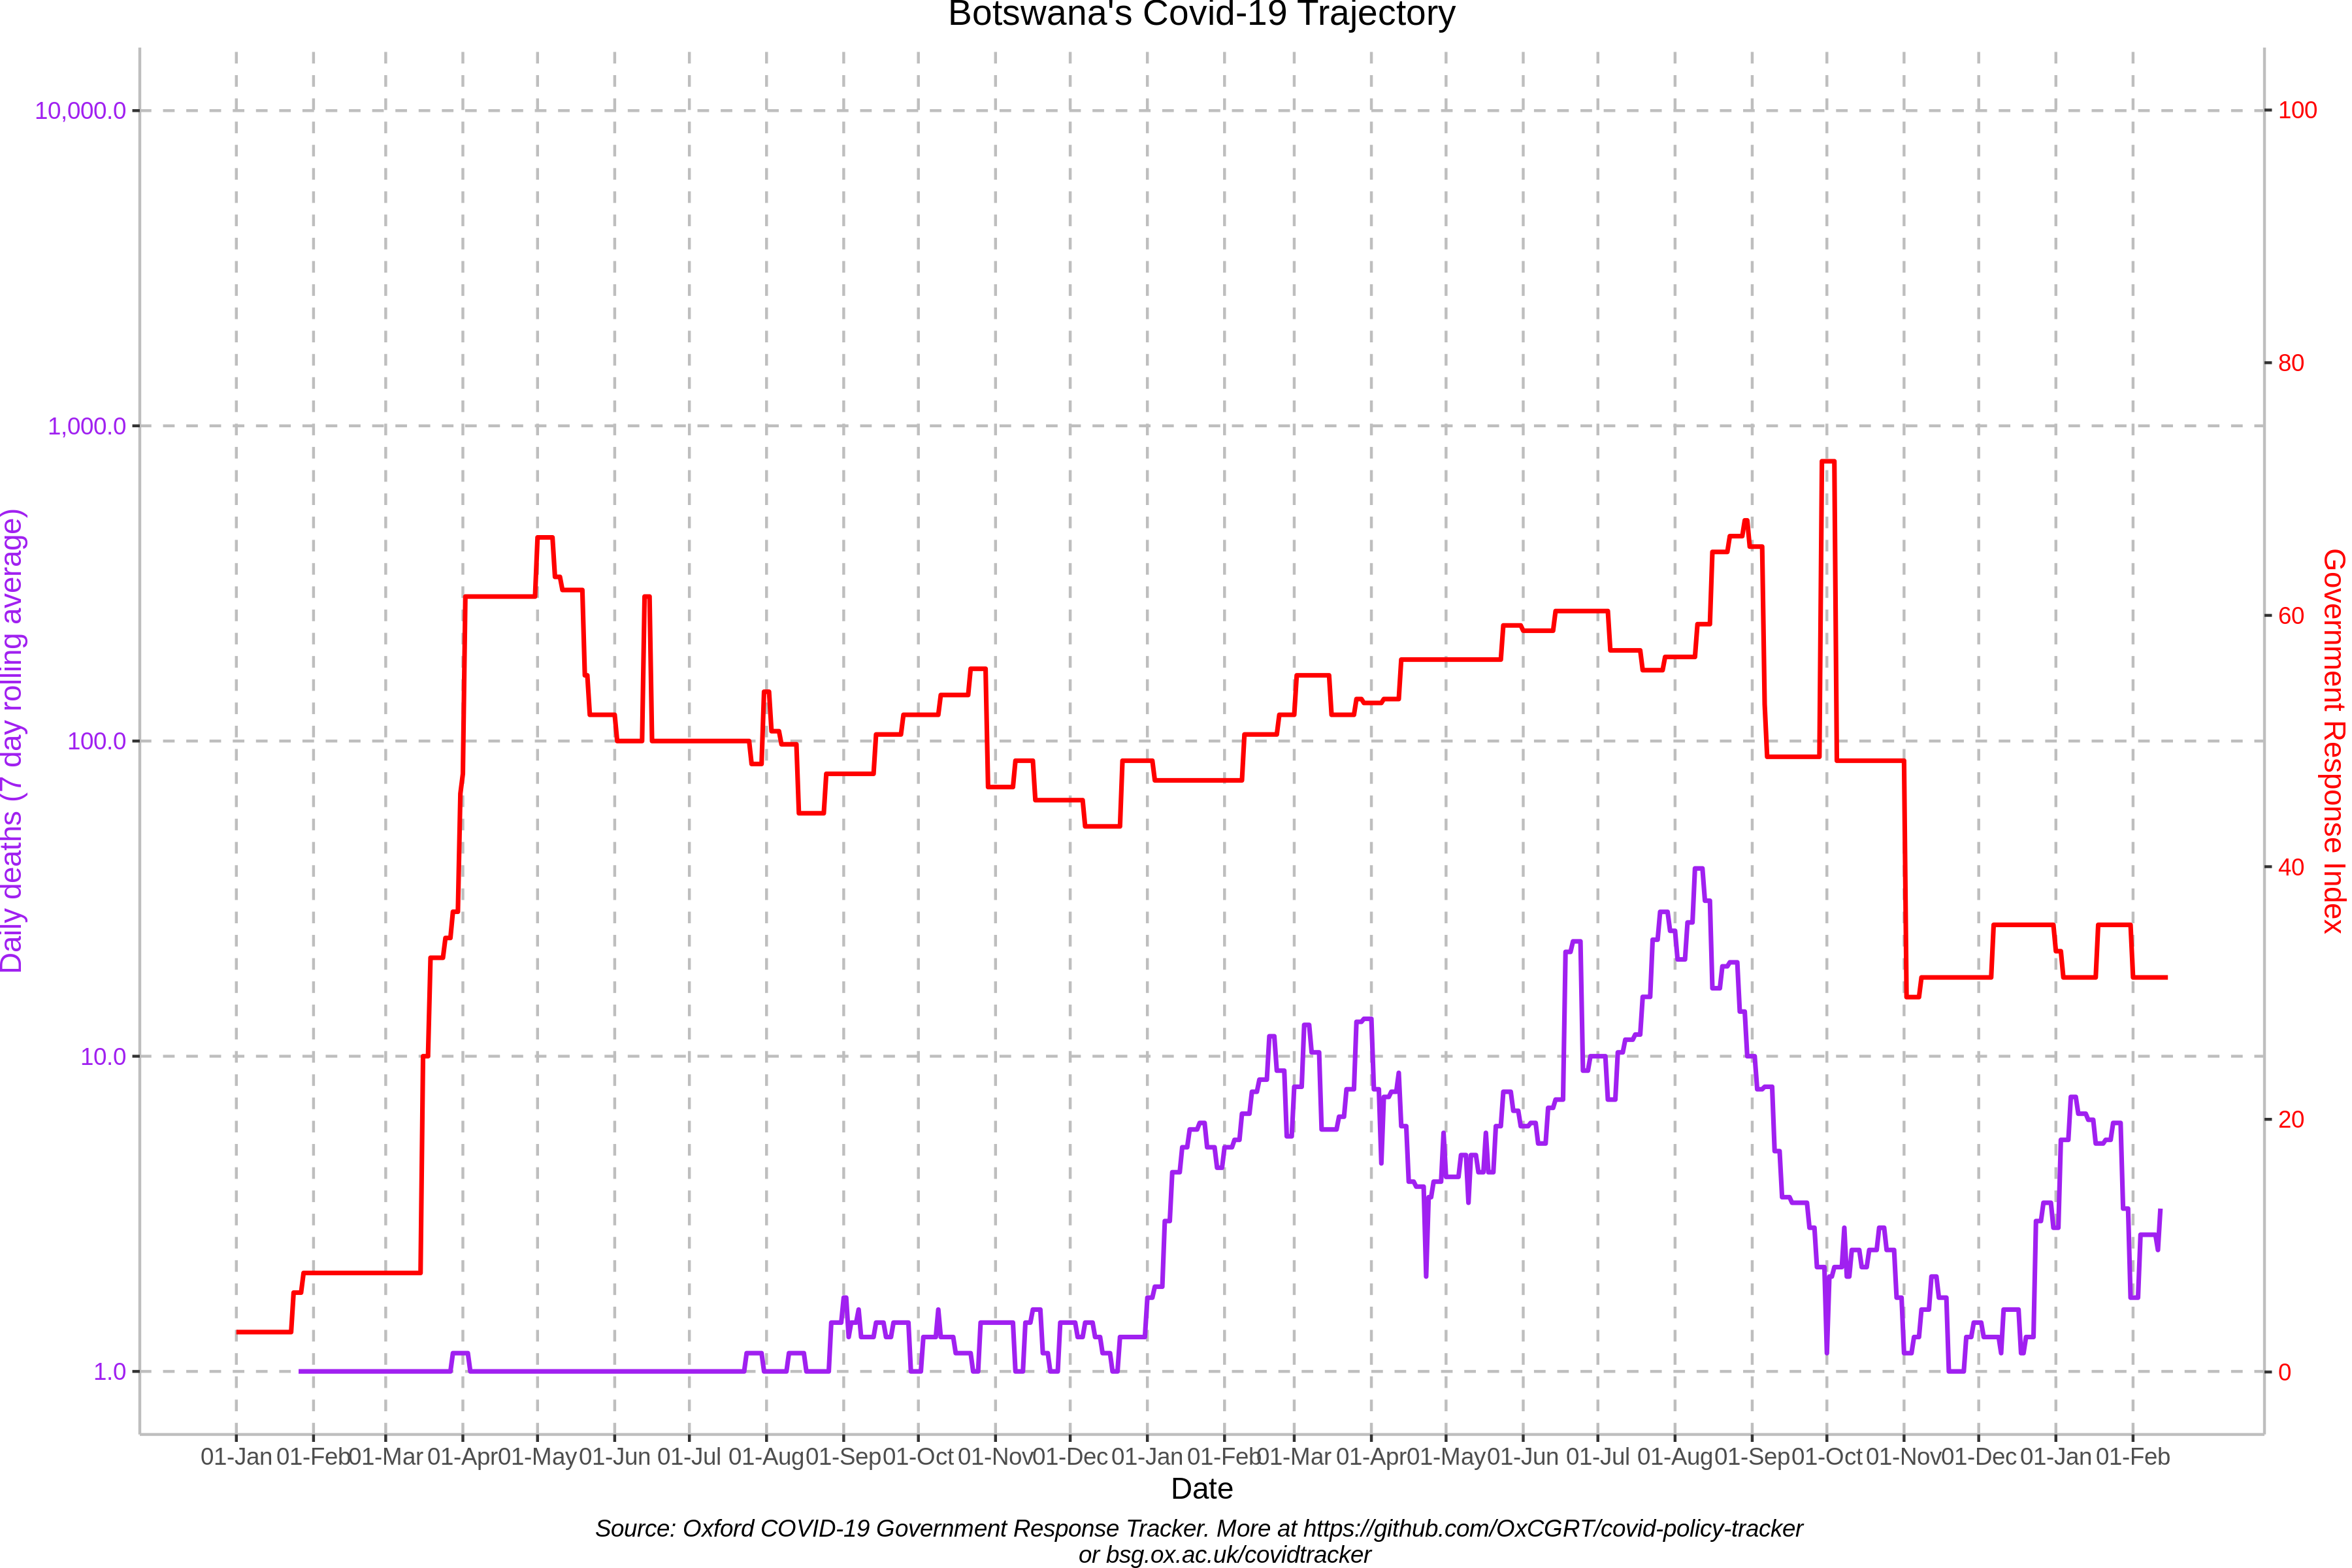 Botswana's Covid-19 Trajectory
10,000.0
1,000.0
100.0
10.0
1.0
Daily deaths (7 day rolling average)
100
80
60
40
20
0
Government Response Index
01-Jan 01-Feb 01-Mar 01-Apr 01-May 01-Jun 01-Jul 01-Aug 01-Sep 01-Oct 01-Nov 01-Dec 01-Jan 01-Feb 01-Mar 01-Apr 01-May 01-Jun 01-Jul 01-Aug 01-Sep 01-Oct 01-Nov 01-Dec 01-Jan 01-Feb
Date
Source: Oxford COVID-19 Government Response Tracker. More at https://github.com/OxCGRT/covid-policy-tracker
or bsg.ox.ac.uk/covidtracker